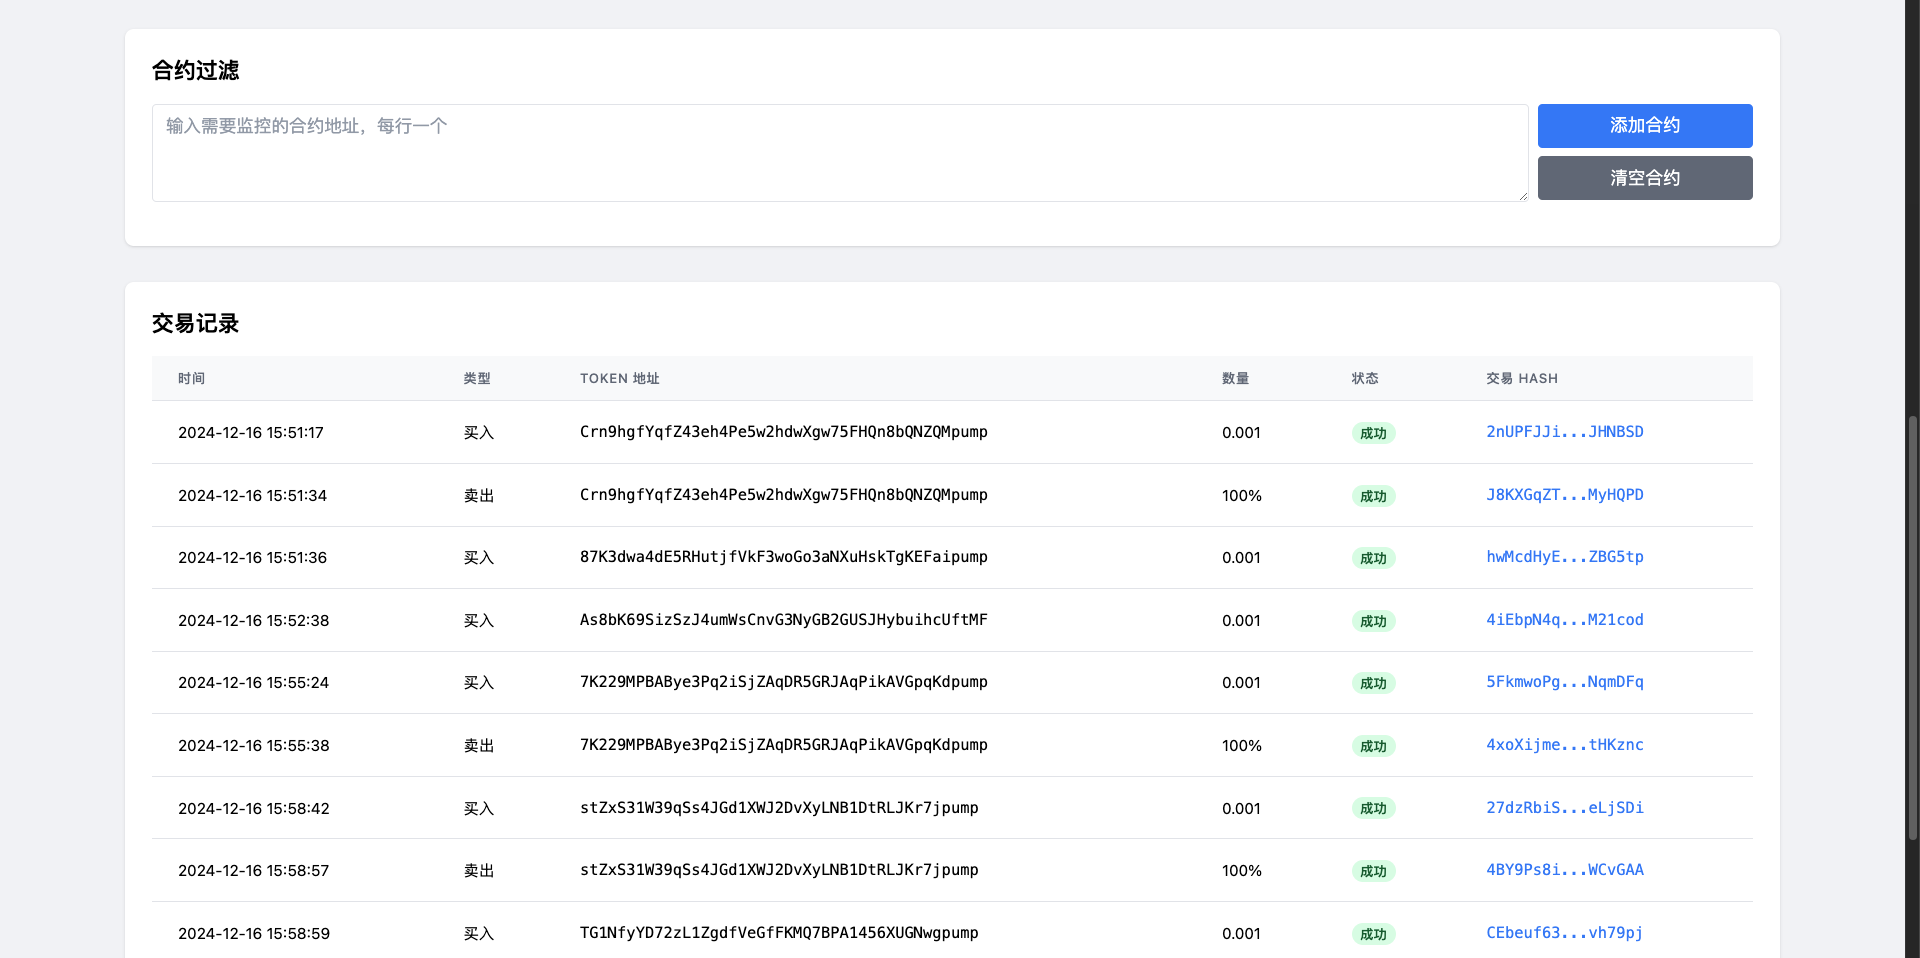 合约过滤
输入需要监控的合约地址，每行一个
添加合约
清空合约
交易记录
时间 类型 TOKEN 地址 数量 状态 交易 HASH
2024-12-16 15:51:17 买入 Crn9hgfYqfZ43eh4Pe5w2hdwXgw75FHQn8bQNZQMpump 0.001 成功 2nUPFJJi...JHNBSD
2024-12-16 15:51:34 卖出 Crn9hgfYqfZ43eh4Pe5w2hdwXgw75FHQn8bQNZQMpump 100% 成功 J8KXGqZT...MyHQPD
2024-12-16 15:51:36 买入 87K3dwa4dE5RHutjfVkF3woGo3aNXuHskTgKEFaipump 0.001 成功 hwMcdHyE...ZBG5tp
2024-12-16 15:52:38 买入 As8bK69SizSzJ4umWsCnvG3NyGB2GUSJHybuihcUftMF 0.001 成功 4iEbpN4q...M21cod
2024-12-16 15:55:24 买入 7K229MPBABye3Pq2iSjZAqDR5GRJAqPikAVGpqKdpump 0.001 成功 5FkmwoPg...NqmDFq
2024-12-16 15:55:38 卖出 7K229MPBABye3Pq2iSjZAqDR5GRJAqPikAVGpqKdpump 100% 成功 4xoXijme...tHKznc
2024-12-16 15:58:42 买入 stZxS31W39qSs4JGd1XWJ2DvXyLNB1DtRLJKr7jpump 0.001 成功 27dzRbiS...eLjSDi
2024-12-16 15:58:57 卖出 stZxS31W39qSs4JGd1XWJ2DvXyLNB1DtRLJKr7jpump 100% 成功 4BY9Ps8i...WCvGAA
2024-12-16 15:58:59 买入 TG1NfyYD72zL1ZgdfVeGfFKMQ7BPA1456XUGNwgpump 0.001 成功 CEbeuf63...vh79pj